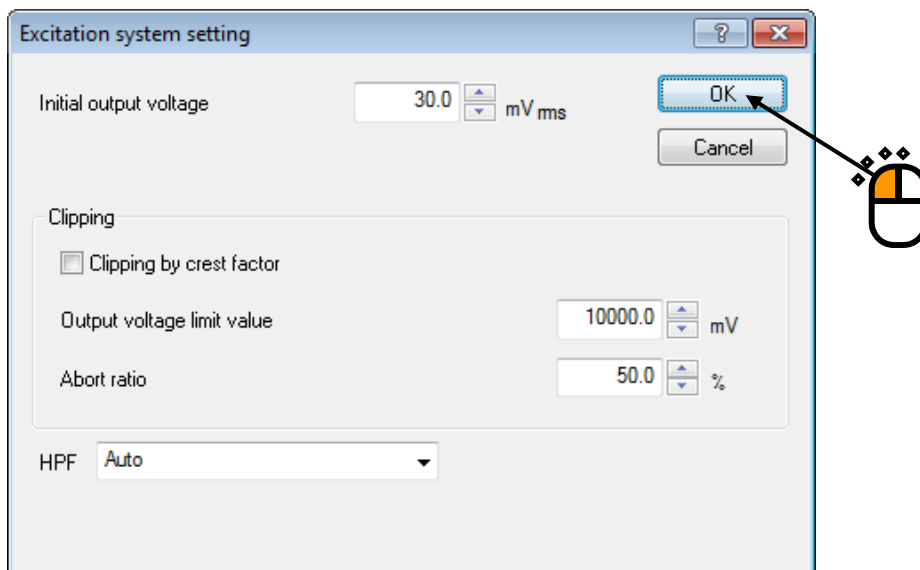 Excitation system setting
Initial output voltage 30.0 mV rms OK
Cancel
Clipping
Clipping by crest factor
Output voltage limit value 10000.0 mV
Abort ratio 50.0 %
HPF Auto